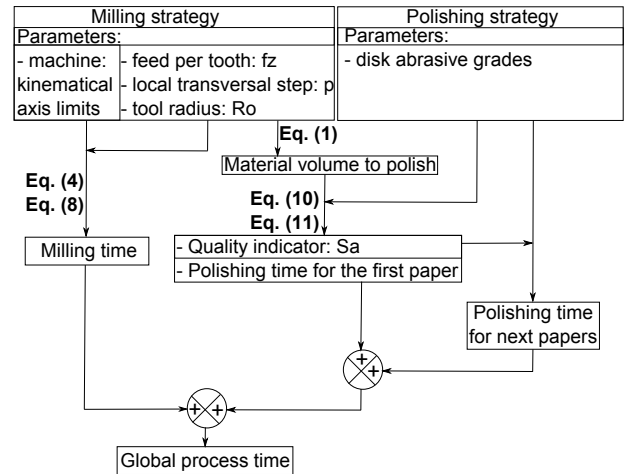 Milling strategy
Parameters:
- machine:
kinematical
axis limits
- feed per tooth: fz
- local transversal step: p
- tool radius: Ro
Polishing strategy
Parameters:
- disk abrasive grades
Eq. (1)
Material volume to polish
Eq. (4)
Eq. (8)
Eq. (10)
Eq. (11)
Milling time
- Quality indicator: Sa
- Polishing time for the first paper
Polishing time
for next papers
+
+
+
+
Global process time